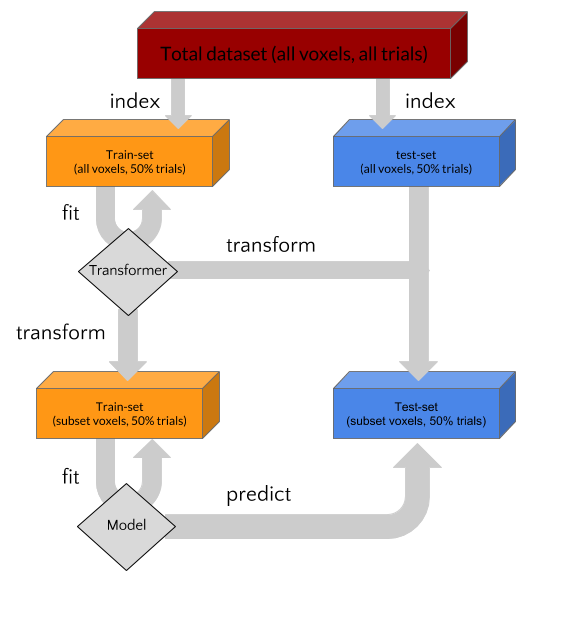 Total dataset (all voxels, all trials)
index
index
Train-set
(all voxels, 50% trials)
test-set
(all voxels, 50% trials)
fit
transform
Transformer
transform
Train-set
(subset voxels, 50% trials)
Test-set
(subset voxels, 50% trials)
fit
predict
Model